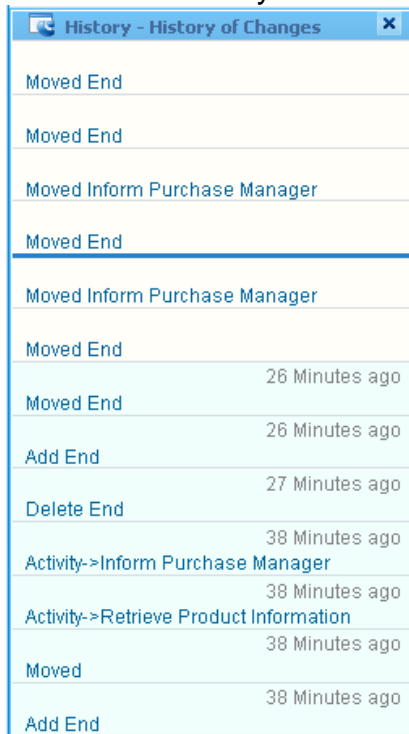 History - History of Changes
Moved End
Moved End
Moved Inform Purchase Manager
Moved End
Moved Inform Purchase Manager
Moved End
26 Minutes ago
Moved End
26 Minutes ago
Add End
27 Minutes ago
Delete End
38 Minutes ago
Activity->Inform Purchase Manager
38 Minutes ago
Activity->Retrieve Product Information
38 Minutes ago
Moved
38 Minutes ago
Add End